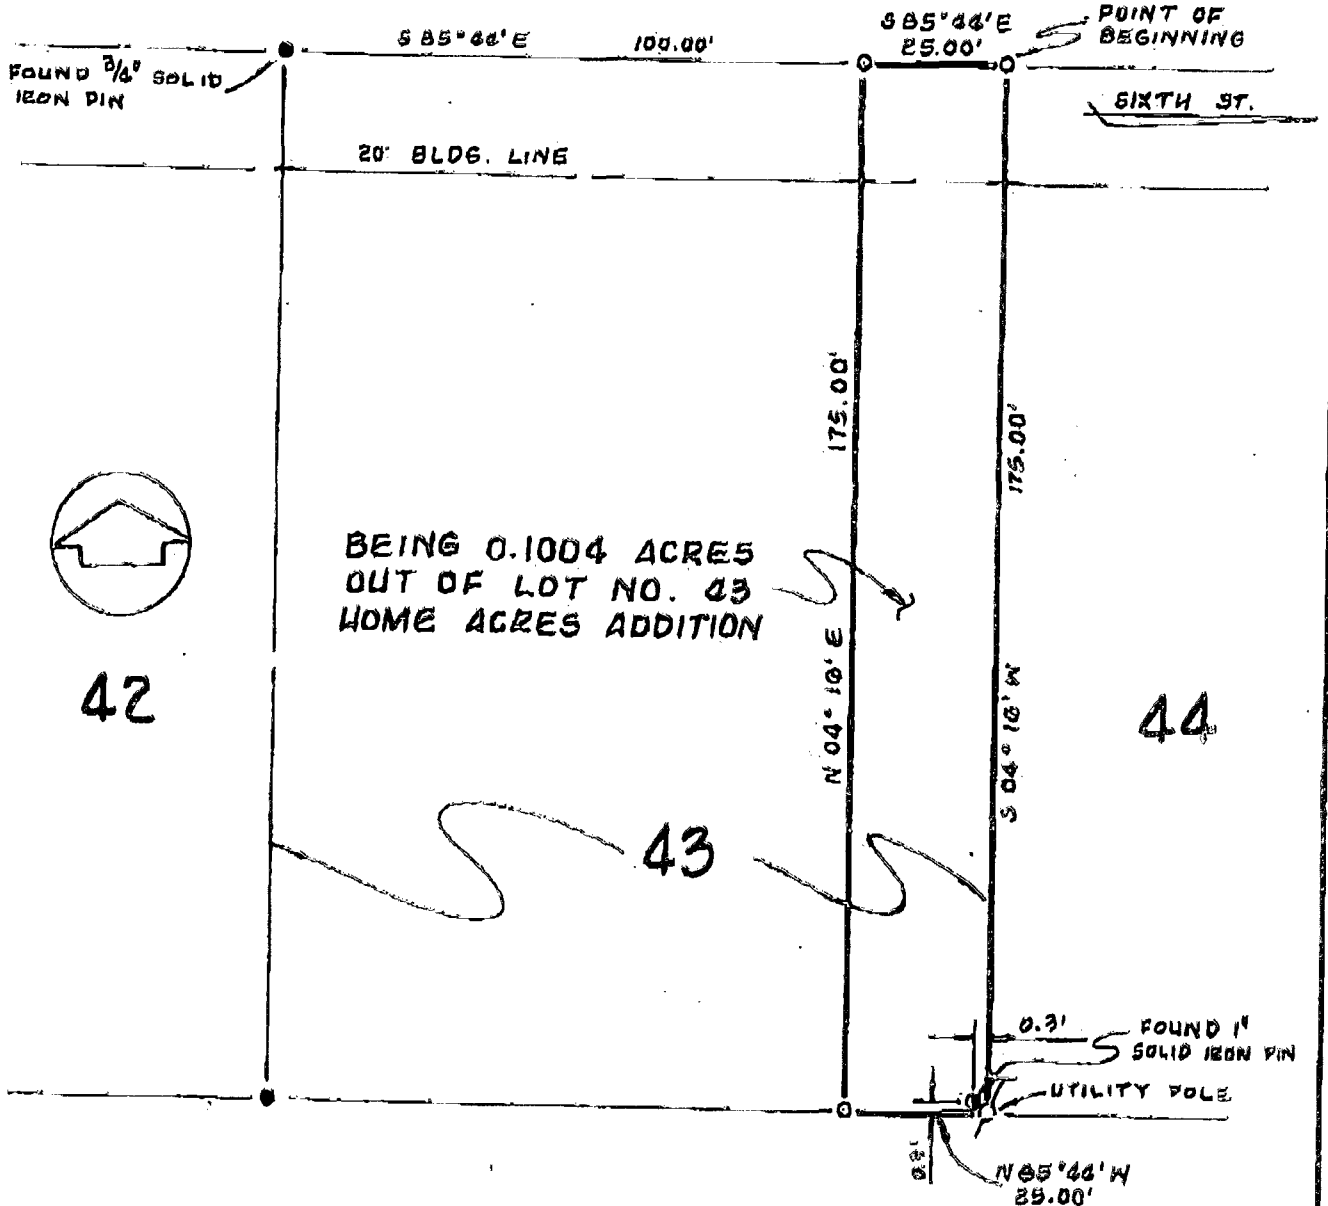 S 85°44' E 100.00'
S 85°44' E
25.00'
POINT OF
BEGINNING
FOUND 3/4" SOLID
IRON PIN
SIXTH ST.
20' BLDG. LINE
175.00'
175.00'
BEING 0.1004 ACRES
OUT OF LOT NO. 43
HOME ACRES ADDITION
N 04° 16' E
S 04° 16' W
42
44
43
0.3'
FOUND 1"
SOLID IRON PIN
UTILITY POLE
N 85°44' W
25.00'